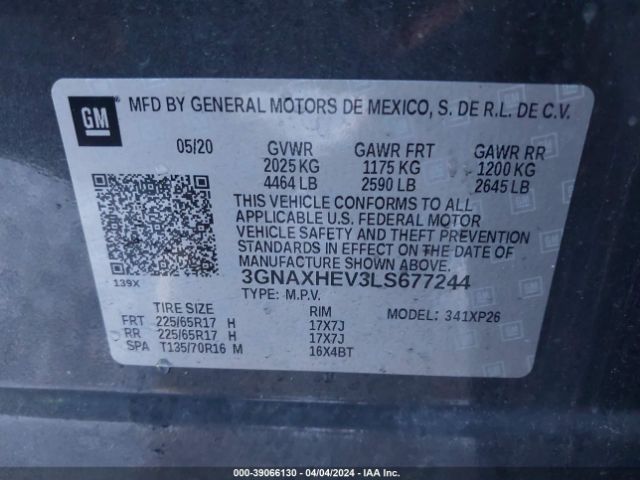 GM
MFD BY GENERAL MOTORS DE MEXICO, S. DE R.L. DE C.V.
05/20 GVWR GAWR FRT GAWR RR
2025 KG 1175 KG 1200 KG
4464 LB 2590 LB 2645 LB
THIS VEHICLE CONFORMS TO ALL
APPLICABLE U.S. FEDERAL MOTOR
VEHICLE SAFETY AND THEFT PREVENTION
STANDARDS IN EFFECT ON THE DATE OF
MANUFACTURE SHOWN ABOVE.
139X
3GNAXHEV3LS677244
TYPE: M.P.V.
TIRE SIZE RIM MODEL: 341XP26
FRT 225/65R17 H 17X7J
RR 225/65R17 H 17X7J
SPA T135/70R16 M 16X4BT
000-39066130 - 04/04/2024 - IAA Holdings, LLC